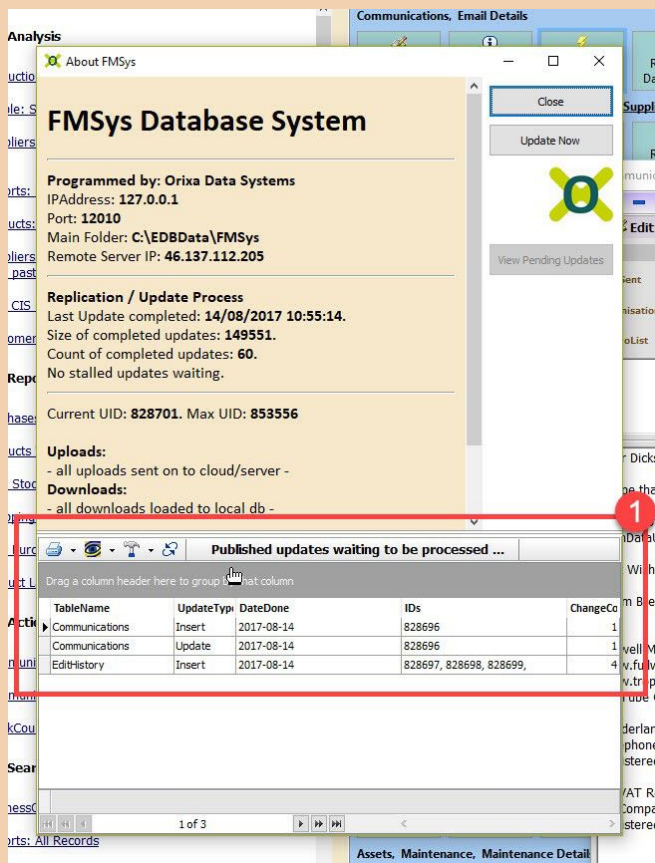 Communications, Email Details
Analysis
About FMSys
FMSys Database System
Close
Update Now
Programmed by: Orixa Data Systems
IPAddress: 127.0.0.1
Port: 12010
Main Folder: C:\EDBData\FMSys
Remote Server IP: 46.137.112.205
View Pending Updates
Edit
Replication / Update Process
Last Update completed: 14/08/2017 10:55:14.
Size of completed updates: 149551.
Count of completed updates: 60.
No stalled updates waiting.
Current UID: 828701. Max UID: 853556
Uploads:
- all uploads sent on to cloud/server -
Downloads:
- all downloads loaded to local db -
1
Published updates waiting to be processed ...
Drag a column header here to group by that column
TableName UpdateTyp DateDone IDs ChangeCo
Communications Insert 2017-08-14 828696 1
Communications Update 2017-08-14 828696 1
EditHistory Insert 2017-08-14 828697, 828698, 828699, 4
1 of 3
All Records
Assets, Maintenance, Maintenance Detail